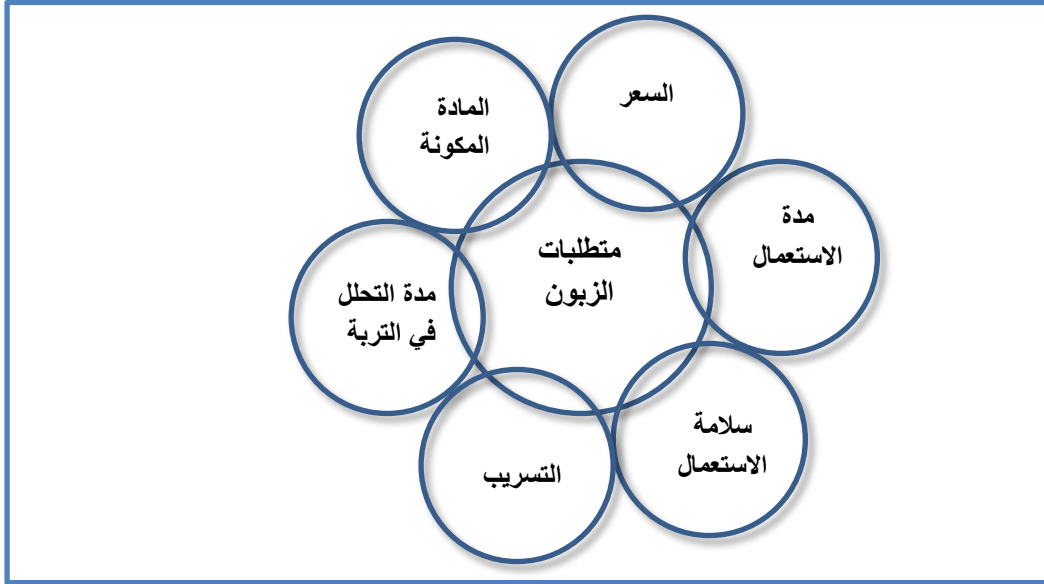 السعر
المادة
المكونة
مدة
الاستعمال
متطلبات
الزبون
مدة التحلل
في التربة
سلامة
الاستعمال
التسريب